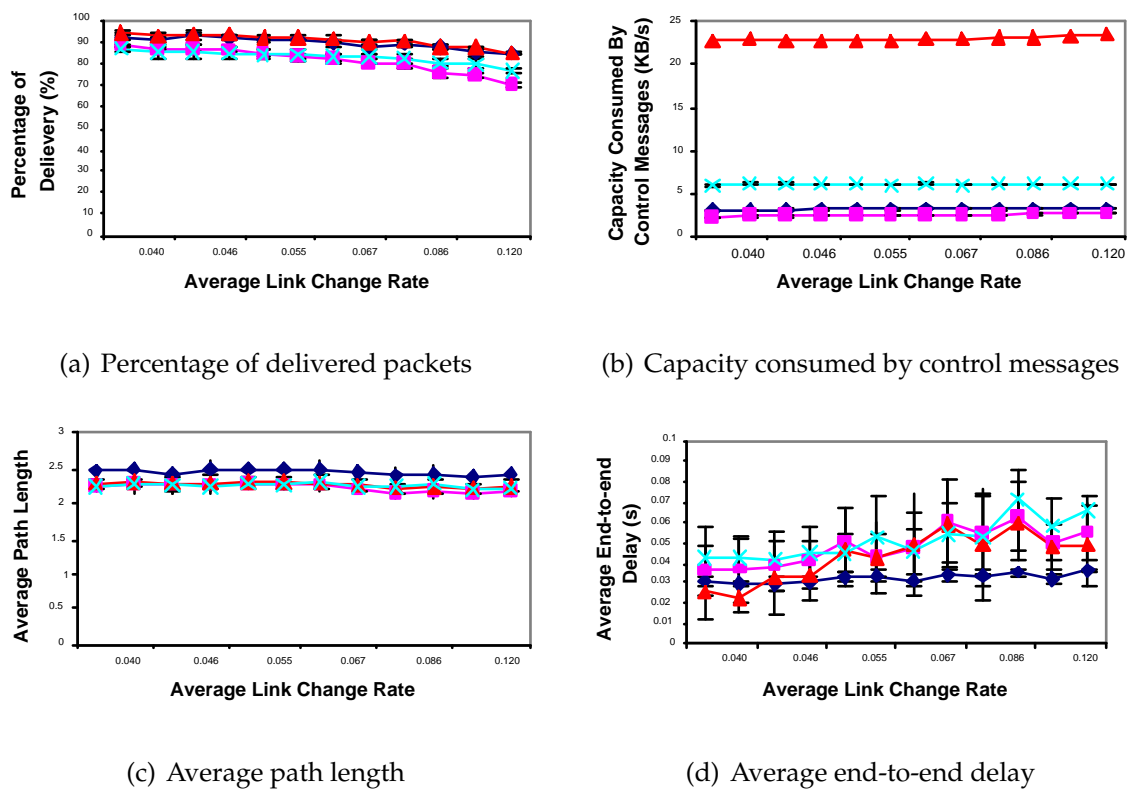 100
90
80
70
60
50
40
30
20
10
0
Percentage of
Delievery (%)
0.040 0.046 0.055 0.067 0.086 0.120
Average Link Change Rate
(a) Percentage of delivered packets
25
20
15
10
5
0
Capacity Consumed By
Control Messages (KB/s)
0.040 0.046 0.055 0.067 0.086 0.120
Average Link Change Rate
(b) Capacity consumed by control messages
3
2.5
2
1.5
1
0.5
0
Average Path Length
0.040 0.046 0.055 0.067 0.086 0.120
Average Link Change Rate
(c) Average path length
0.1
0.09
0.08
0.07
0.06
0.05
0.04
0.03
0.02
0.01
0
Average End-to-end
Delay (s)
0.040 0.046 0.055 0.067 0.086 0.120
Average Link Change Rate
(d) Average end-to-end delay